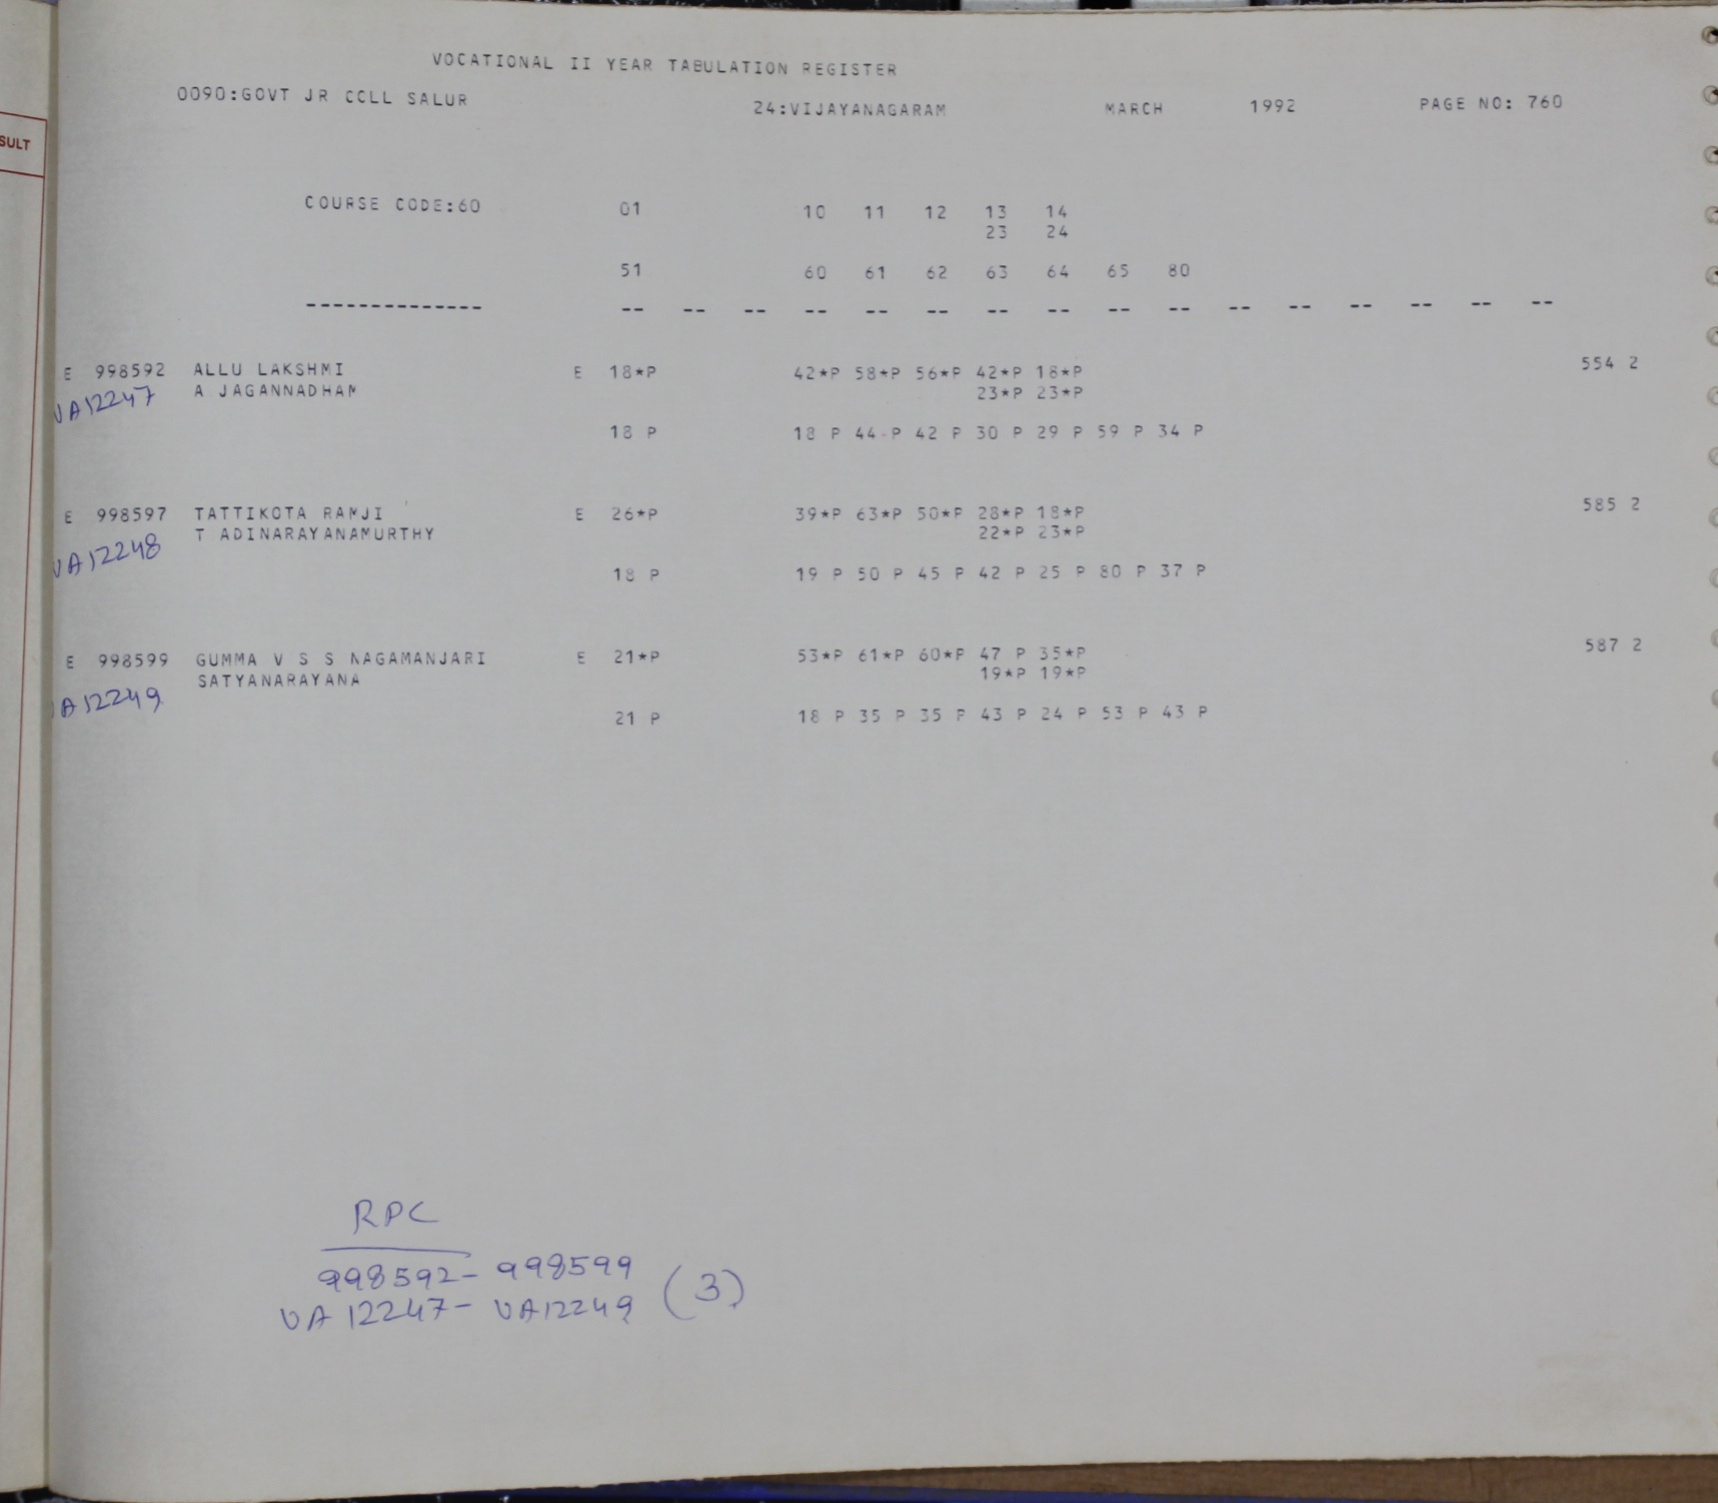 SULT
VOCATIONAL II YEAR TABULATION REGISTER
0090:GOVT JR CCLL SALUR 24:VIJAYANAGARAM MARCH 1992 PAGE NO: 760
COURSE CODE:60 01 10 11 12 13 14
23 24
51 60 61 62 63 64 65 80
-------------- -- -- -- -- -- -- -- -- -- -- -- -- -- -- -- --
E 998592 ALLU LAKSHMI E 18*P 42*P 58*P 56*P 42*P 18*P 554 2
VA12247 A JAGANNADHAM 23*P 23*P
18 P 18 P 44 P 42 P 30 P 29 P 59 P 34 P
E 998597 TATTIKOTA RAMJI E 26*P 39*P 63*P 50*P 28*P 18*P 585 2
VA12248 T ADINARAYANAMURTHY 22*P 23*P
18 P 19 P 50 P 45 P 42 P 25 P 80 P 37 P
E 998599 GUMMA V S S NAGAMANJARI E 21*P 53*P 61*P 60*P 47 P 35*P 587 2
VA12249 SATYANARAYANA 19*P 19*P
21 P 18 P 35 P 35 P 43 P 24 P 53 P 43 P
RPC
998592- 998599 (3)
VA 12247- VA12249